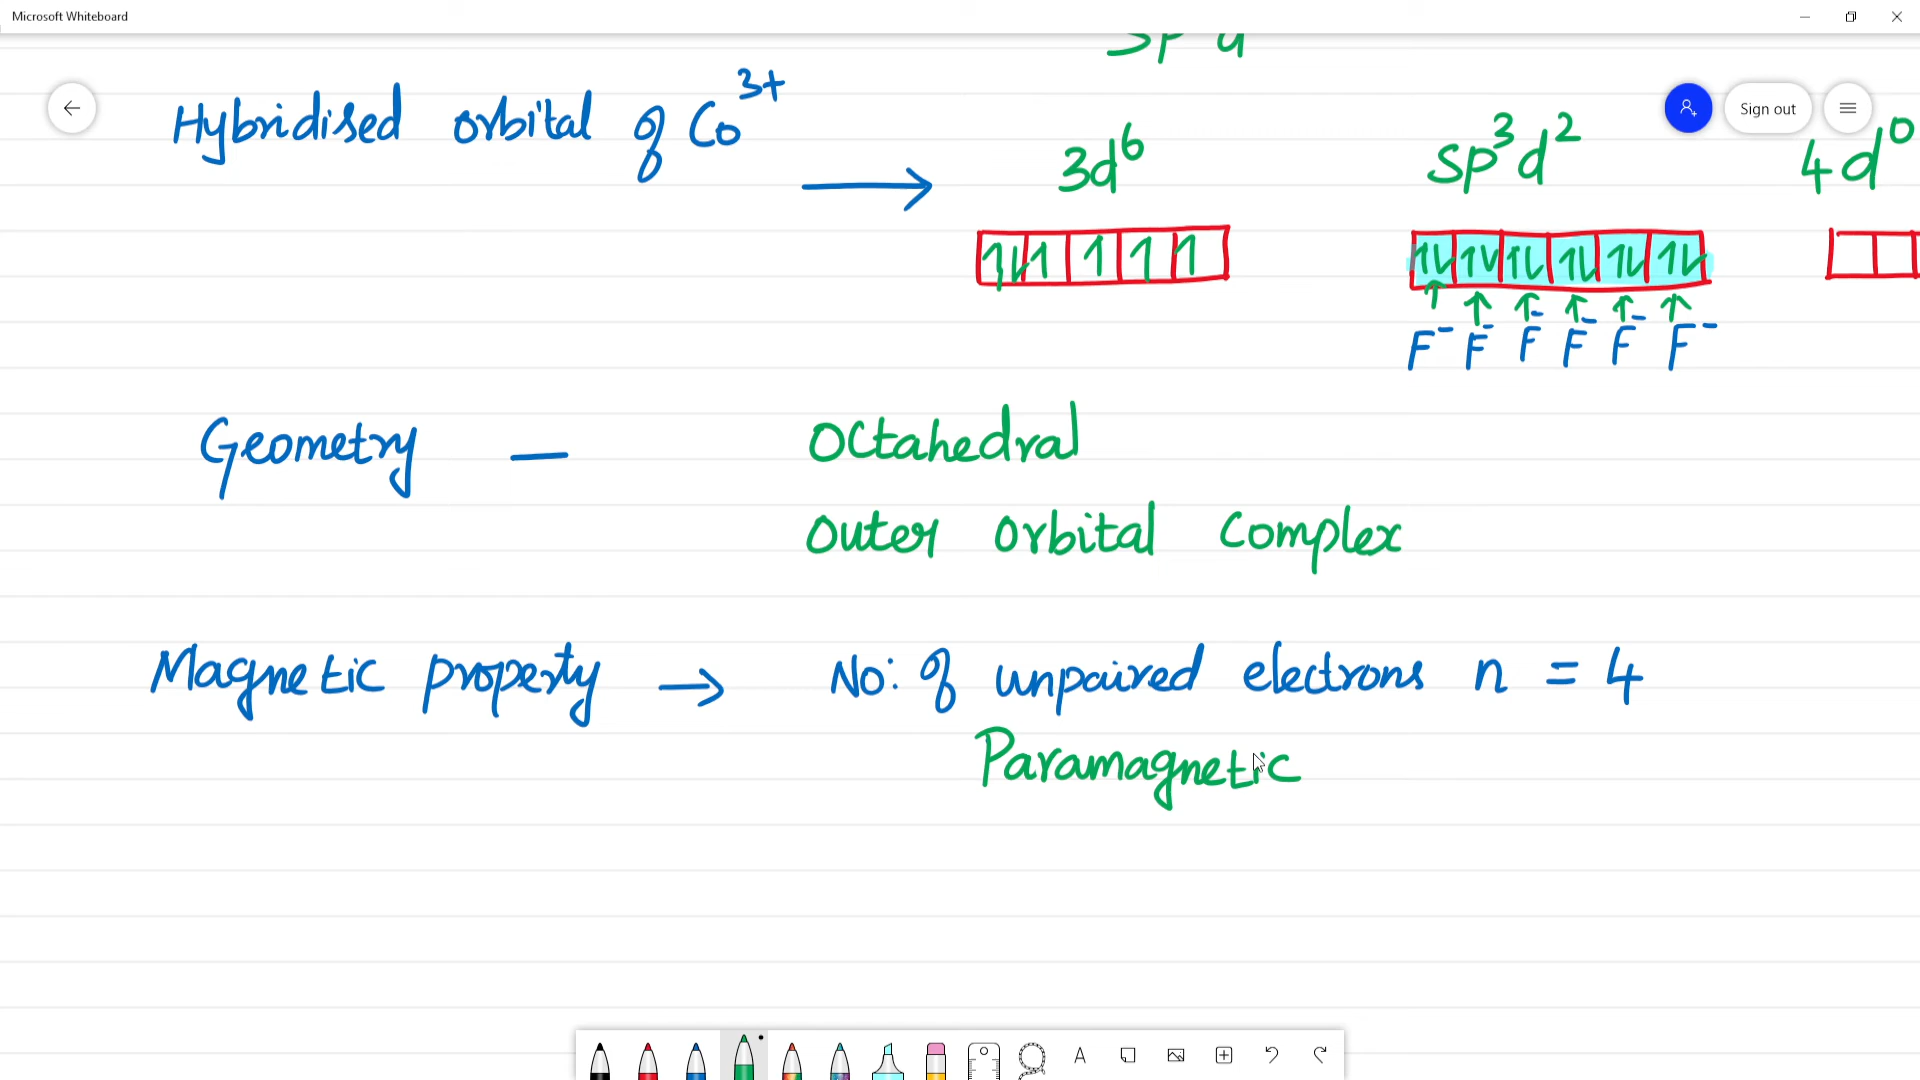 Microsoft Whiteboard
Sign out
Hybridised orbital of Co³⁺
3d⁶ sp³d² 4d⁰
F⁻ F⁻ F⁻ F⁻ F⁻ F⁻
Geometry — Octahedral
Outer orbital Complex
Magnetic property → No: of unpaired electrons n = 4
Paramagnetic